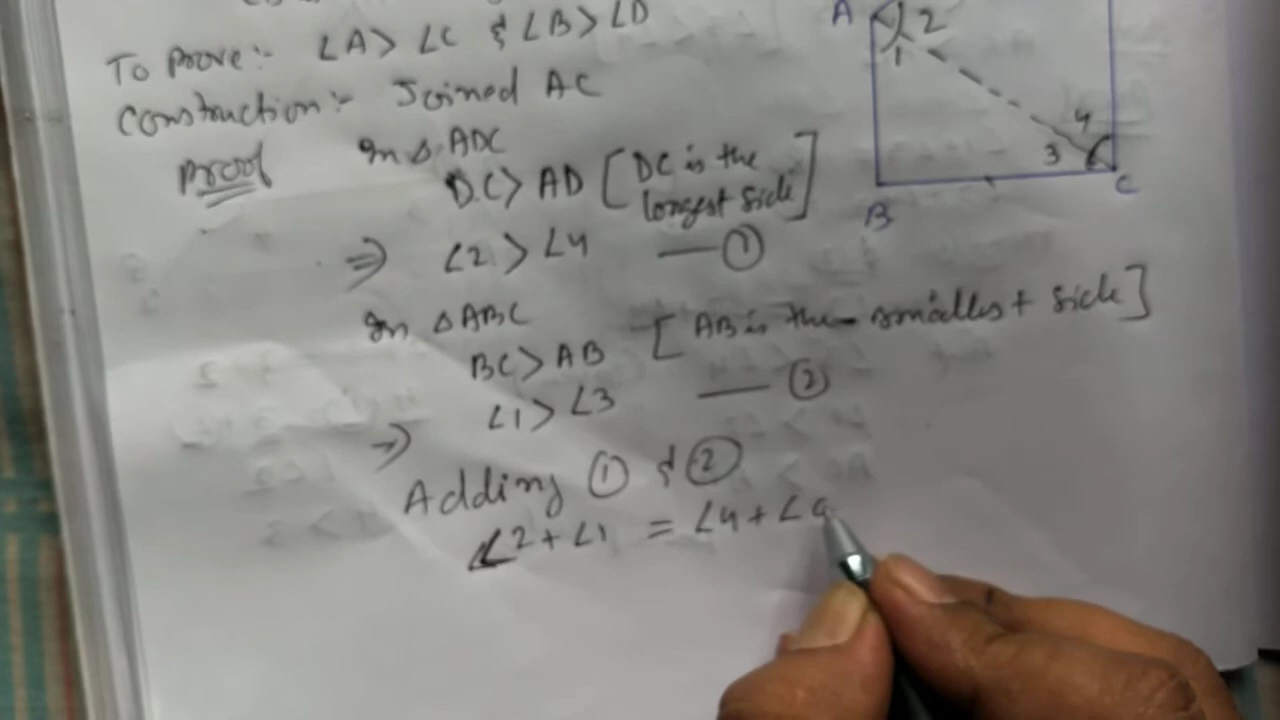 To Prove:- ∠A > ∠C & ∠B > ∠D
Construction:- Joined AC
Proof In △ ADC
DC > AD [DC is the longest side]
⇒ ∠2 > ∠4 — ①
In △ABC
BC > AB [AB is the smallest side]
⇒ ∠1 > ∠3 — ②
Adding ① & ②
∠2 + ∠1 = ∠4 + ∠
A
2
1
4
3
B
C